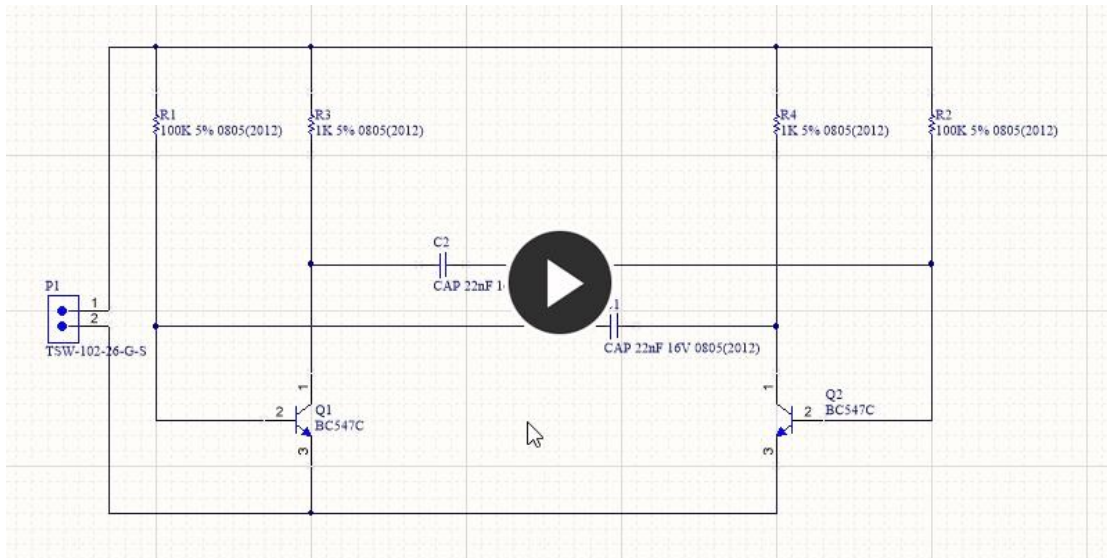 R1
100K 5% 0805(2012)
R3
1K 5% 0805(2012)
R4
1K 5% 0805(2012)
R2
100K 5% 0805(2012)
C2
CAP 22nF
P1
1
2
TSW-102-26-G-S
CAP 22nF 16V 0805(2012)
1
2
Q1
BC547C
3
1
Q2
2
BC547C
3